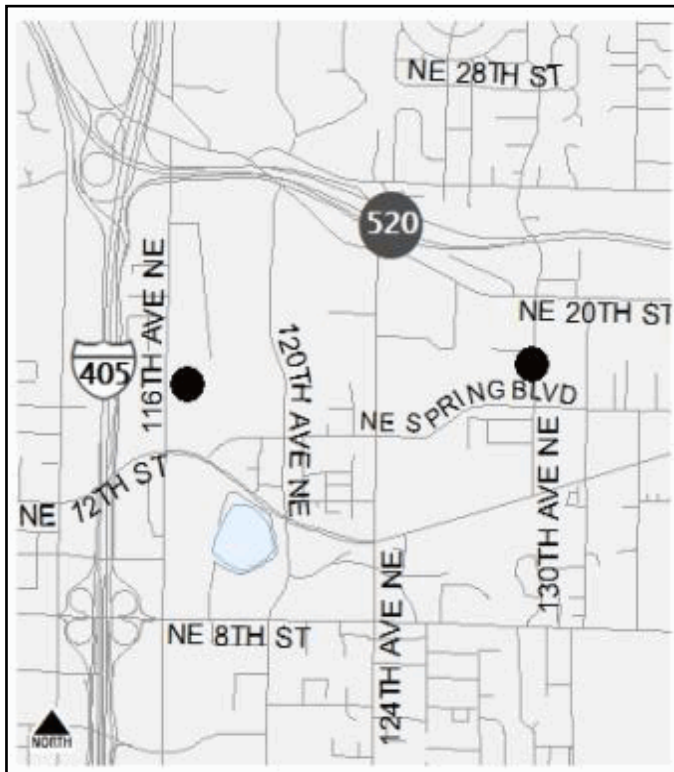 NE 28TH ST
520
116TH AVE NE
NE 20TH ST
120TH AVE NE
405
NE SPRING BLVD
NE 12TH ST
130TH AVE NE
NE 8TH ST
124TH AVE NE
NORTH